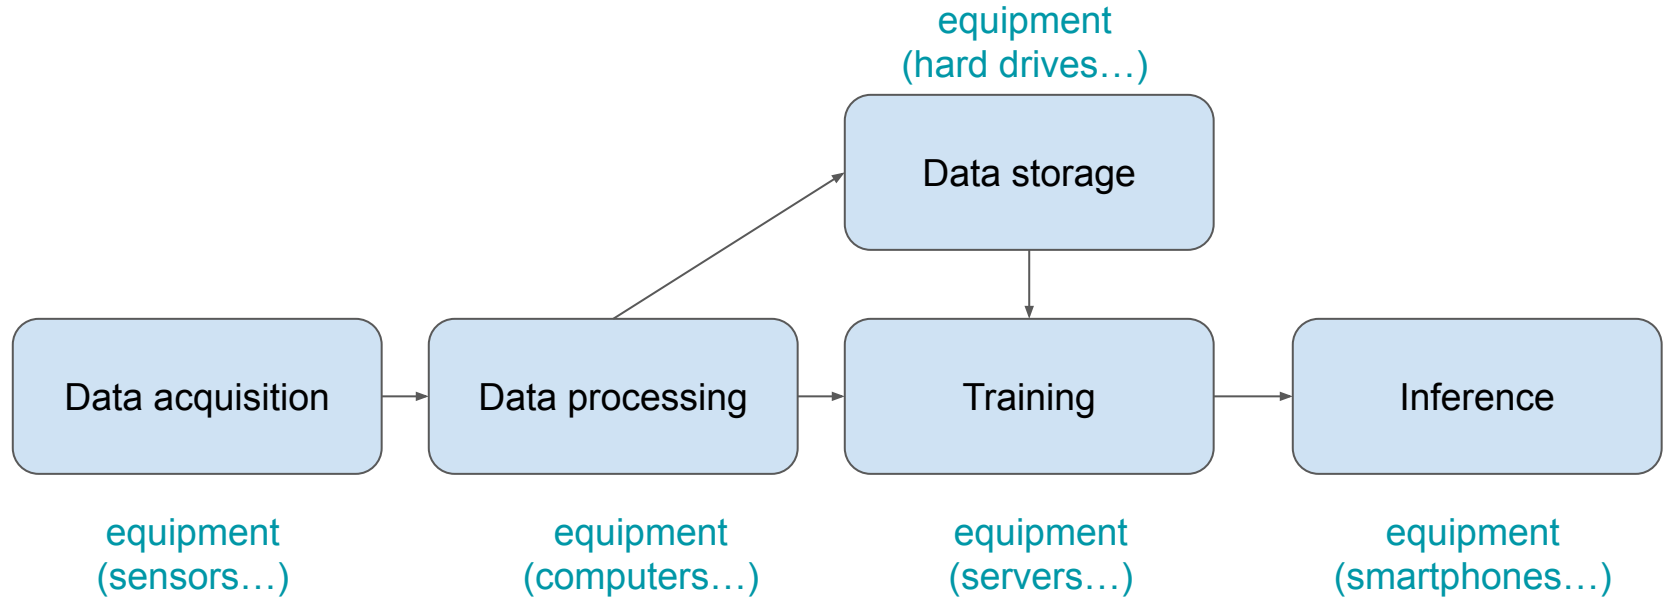 equipment
(hard drives…)
Data storage
Data acquisition
Data processing
Training
Inference
equipment
(sensors…)
equipment
(computers…)
equipment
(servers…)
equipment
(smartphones…)